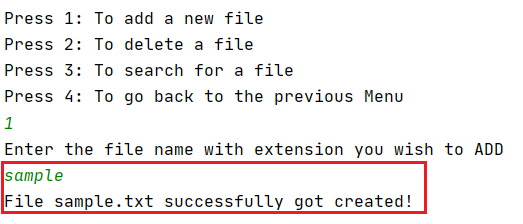 Press 1: To add a new file
Press 2: To delete a file
Press 3: To search for a file
Press 4: To go back to the previous Menu
1
Enter the file name with extension you wish to ADD
sample
File sample.txt successfully got created!